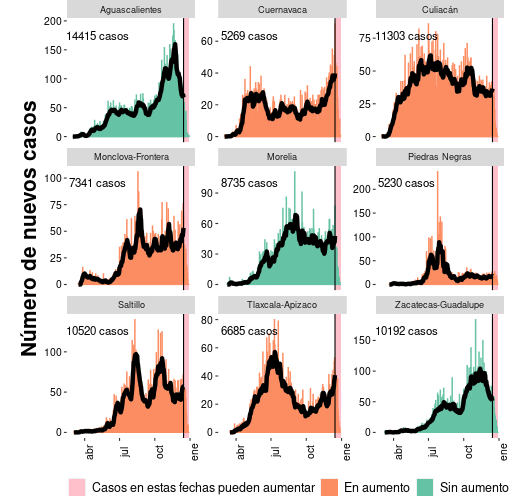 Número de nuevos casos
Aguascalientes
14415 casos
200
150
100
50
0
Cuernavaca
5269 casos
60
40
20
0
Culiacán
11303 casos
75
50
25
0
Monclova-Frontera
7341 casos
100
75
50
25
0
Morelia
8735 casos
90
60
30
0
Piedras Negras
5230 casos
200
150
100
50
0
Saltillo
10520 casos
100
50
0
abr jul oct ene
Tlaxcala-Apizaco
6685 casos
80
60
40
20
0
abr jul oct ene
Zacatecas-Guadalupe
10192 casos
150
100
50
0
abr jul oct ene
Casos en estas fechas pueden aumentar En aumento Sin aumento